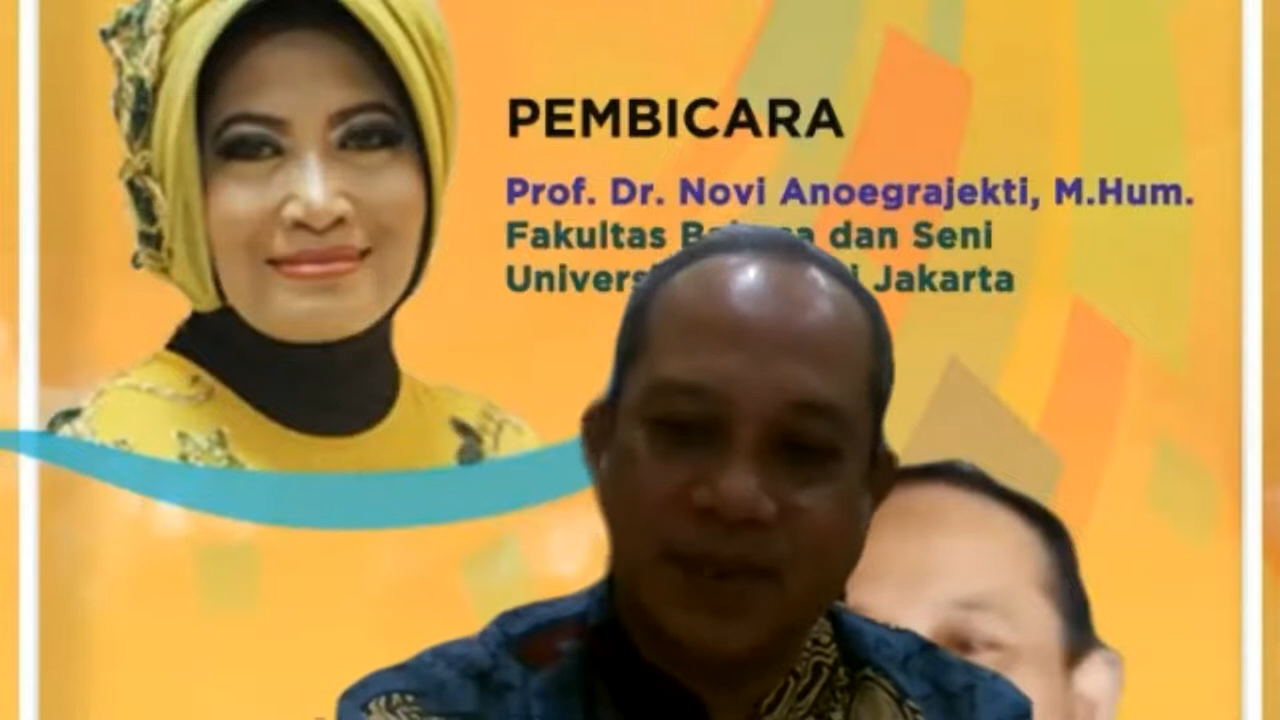 PEMBICARA
Prof. Dr. Novi Anoegrajekti, M.Hum.
Fakultas dan Seni
Jakarta